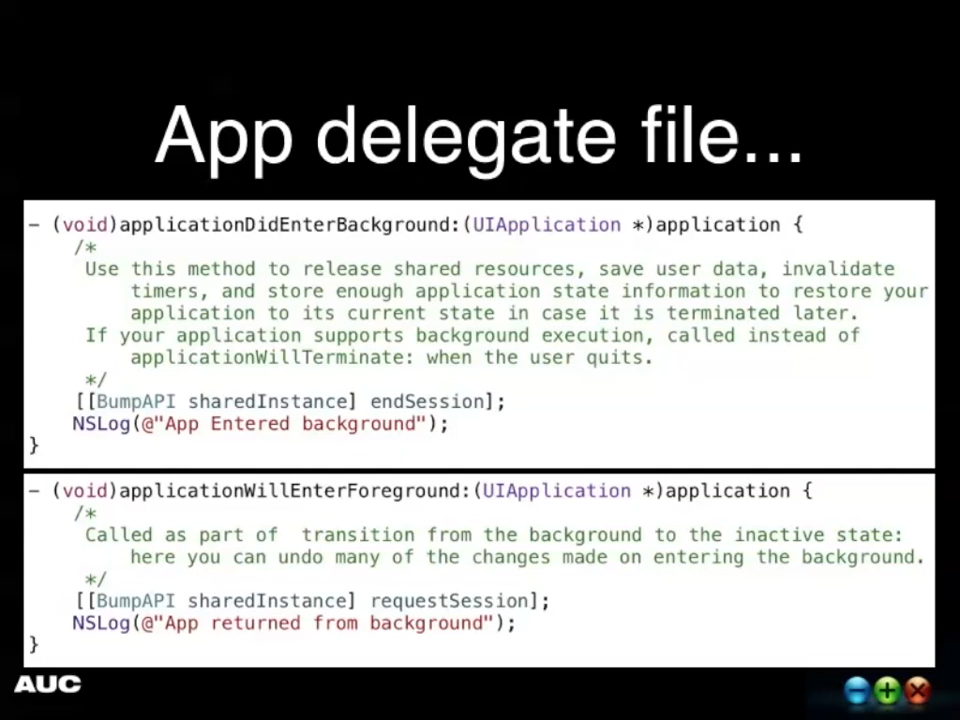 App delegate file...
- (void)applicationDidEnterBackground:(UIApplication *)application {
/*
Use this method to release shared resources, save user data, invalidate
timers, and store enough application state information to restore your
application to its current state in case it is terminated later.
If your application supports background execution, called instead of
applicationWillTerminate: when the user quits.
*/
[[BumpAPI sharedInstance] endSession];
NSLog(@"App Entered background");
}
- (void)applicationWillEnterForeground:(UIApplication *)application {
/*
Called as part of  transition from the background to the inactive state:
here you can undo many of the changes made on entering the background.
*/
[[BumpAPI sharedInstance] requestSession];
NSLog(@"App returned from background");
}
AUC